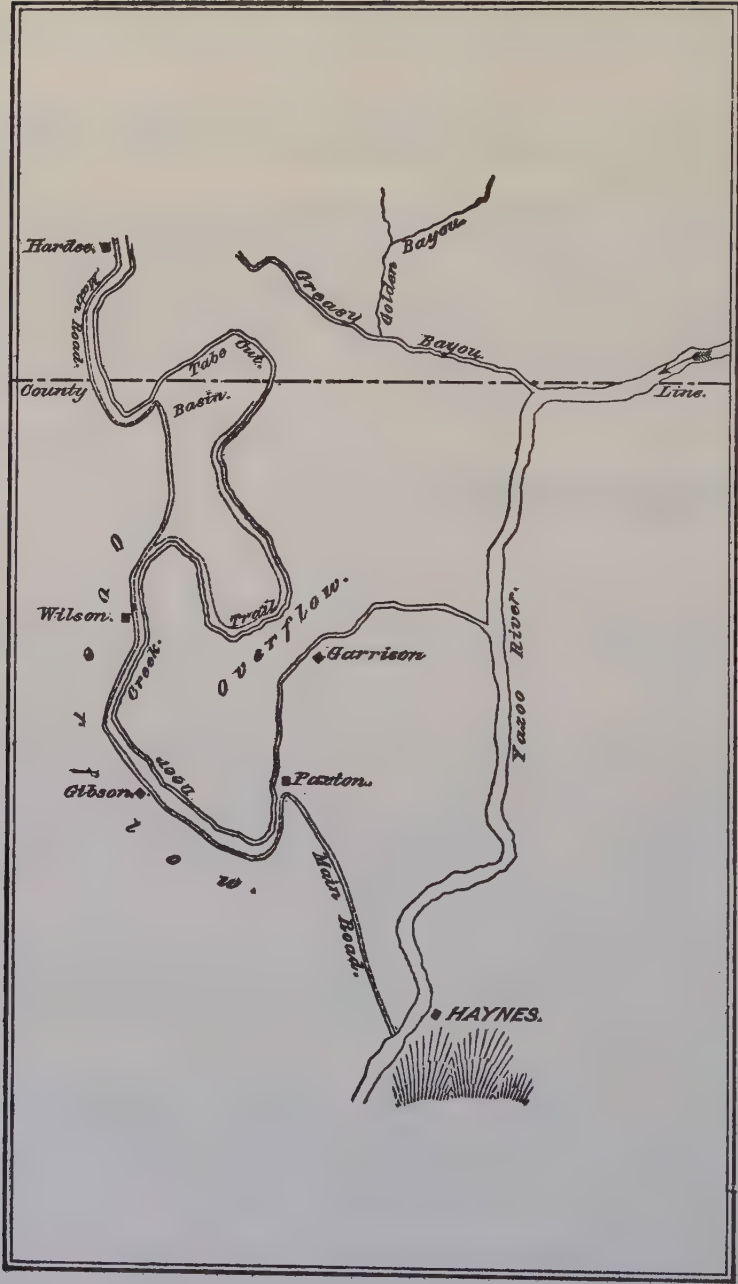 Hardee.
Main Road.
Golden Bayou.
Greasy Bayou.
Tabe Out.
Basin.
County Line.
Overflow.
Wilson.
Trail
Overflow.
Creek.
Garrison
Yazoo River.
Deer
Gibson.
Paxton.
Main Road.
HAYNES.